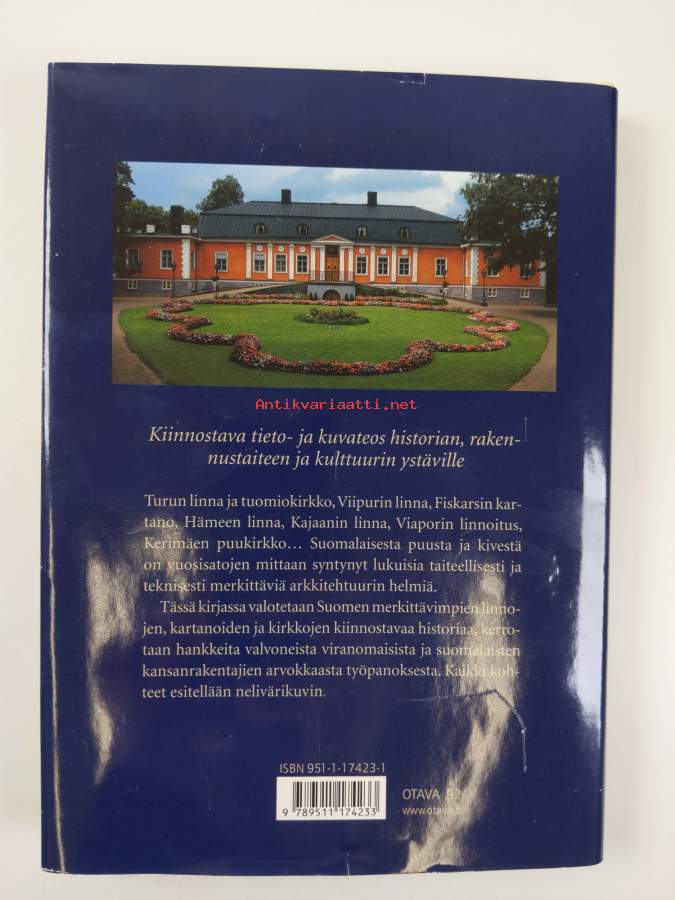 Antikvariaatti.net
Kiinnostava tieto- ja kuvateos historian, raken-
nustaiteen ja kulttuurin ystäville
Turun linna ja tuomiokirkko, Viipurin linna, Fiskarsin kar-
tano, Hämeen linna, Kajaanin linna, Viaporin linnoitus,
Kerimäen puukirkko… Suomalaisesta puusta ja kivestä
on vuosisatojen mittaan syntynyt lukuisia taiteellisesti ja
teknisesti merkittäviä arkkitehtuurin helmiä.
Tässä kirjassa valotetaan Suomen merkittävimpien linno-
jen, kartanoiden ja kirkkojen kiinnostavaa historiaa, kerro-
taan hankkeita valvoneista viranomaisista ja suomalaisten
kansanrakentajien arvokkaasta työpanoksesta. Kaikki koh-
teet esitellään nelivärikuvin.
ISBN 951-1-17423-1
9 789511 174233
OTAVA